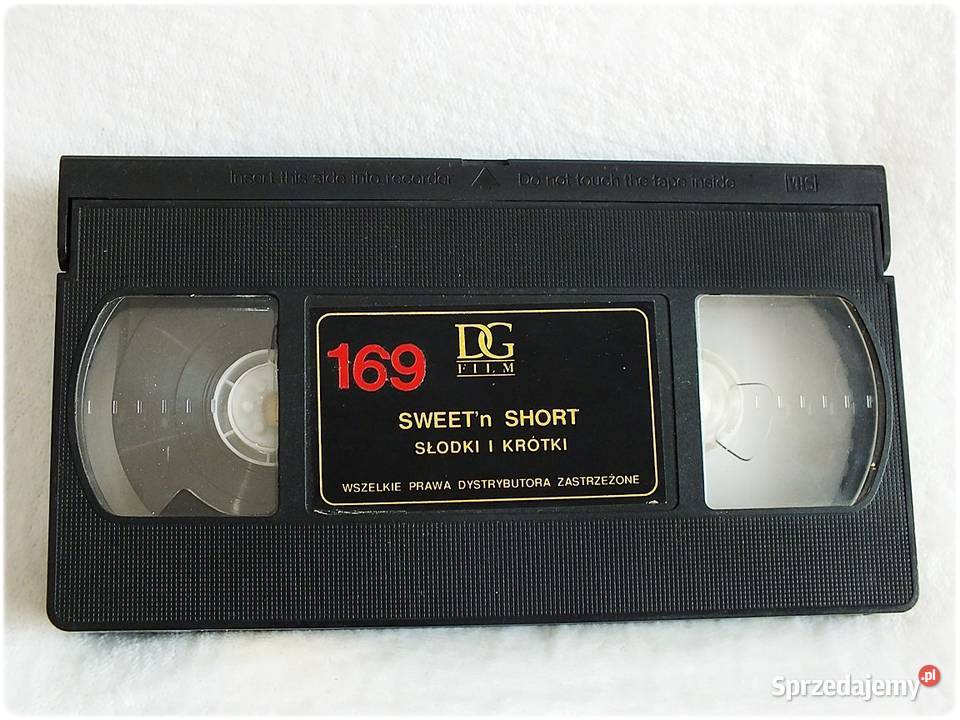 Insert this side into recorder Do not touch the tape inside VHS
169 DG
FILM
SWEET'n SHORT
SŁODKI I KRÓTKI
WSZELKIE PRAWA DYSTRYBUTORA ZASTRZEŻONE
Sprzedajemy.pl